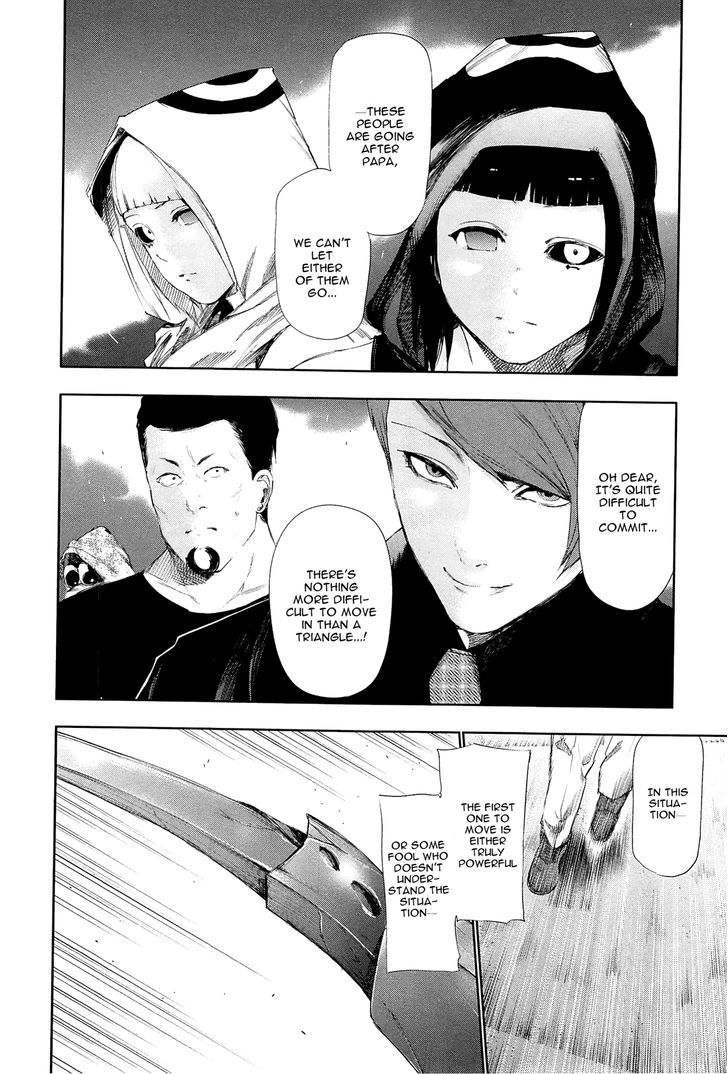 —THESE
PEOPLE
ARE GOING
AFTER
PAPA,
WE CAN'T
LET
EITHER
OF THEM
GO...
OH DEAR,
IT'S QUITE
DIFFICULT
TO
COMMIT...
THERE'S
NOTHING
MORE DIFFI-
CULT TO MOVE
IN THAN A
TRIANGLE...!
IN THIS
SITUA-
TION—
THE FIRST
ONE TO
MOVE IS
EITHER
TRULY
POWERFUL
OR SOME
FOOL WHO
DOESN'T
UNDER-
STAND THE
SITUA-
TION—